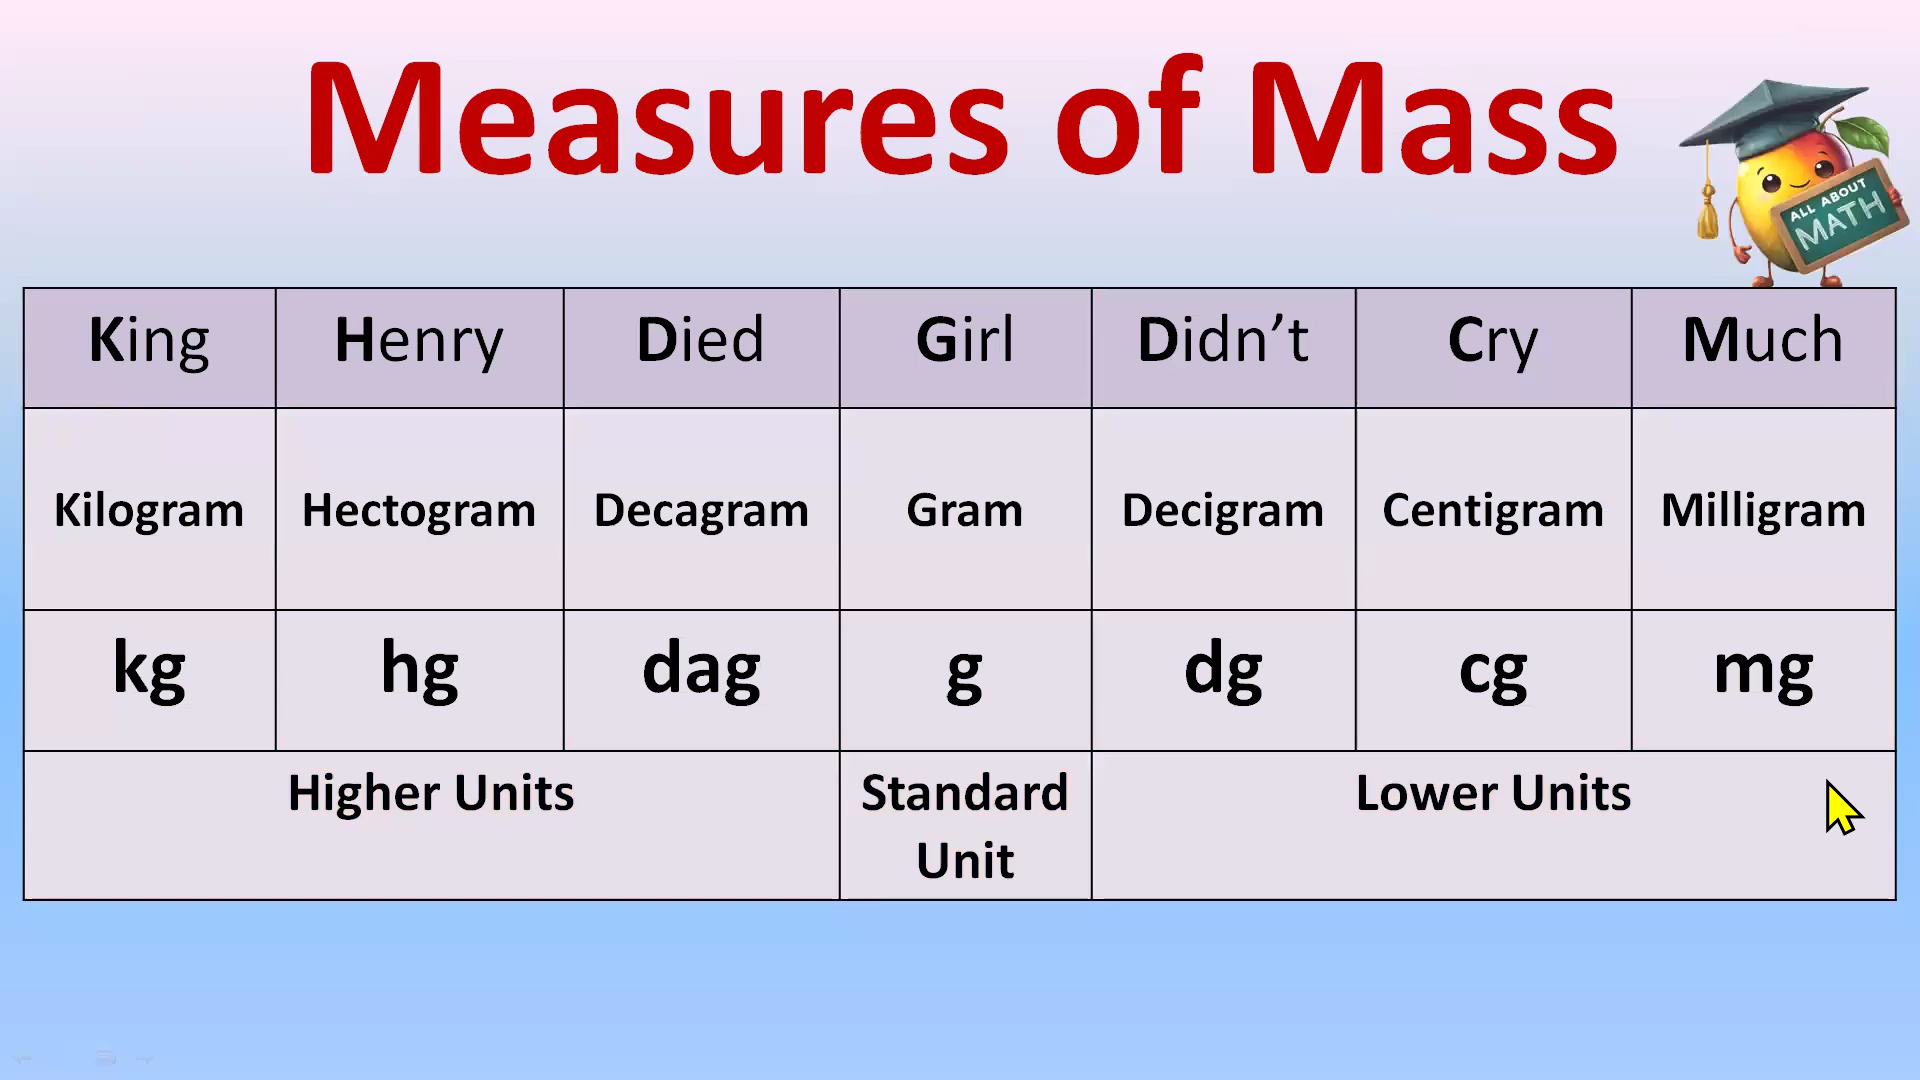 Measures of Mass
ALL ABOUT
MATH
King Henry Died Girl Didn’t Cry Much
Kilogram Hectogram Decagram Gram Decigram Centigram Milligram
kg hg dag g dg cg mg
Higher Units Standard Unit Lower Units